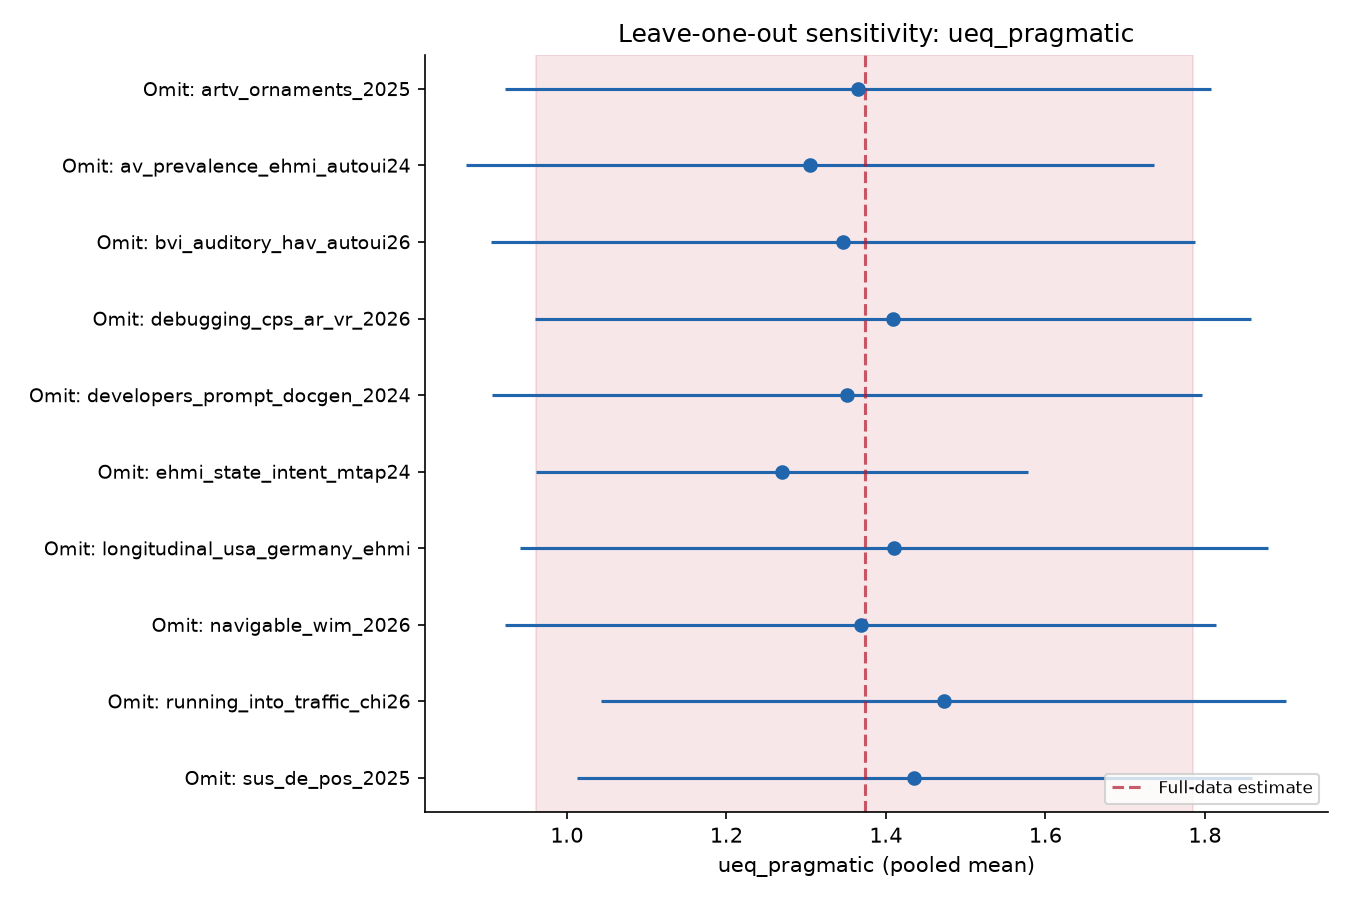 Leave-one-out sensitivity: ueq_pragmatic
Omit: artv_ornaments_2025
Omit: av_prevalence_ehmi_autoui24
Omit: bvi_auditory_hav_autoui26
Omit: debugging_cps_ar_vr_2026
Omit: developers_prompt_docgen_2024
Omit: ehmi_state_intent_mtap24
Omit: longitudinal_usa_germany_ehmi
Omit: navigable_wim_2026
Omit: running_into_traffic_chi26
Omit: sus_de_pos_2025
Full-data estimate
1.0 1.2 1.4 1.6 1.8
ueq_pragmatic (pooled mean)